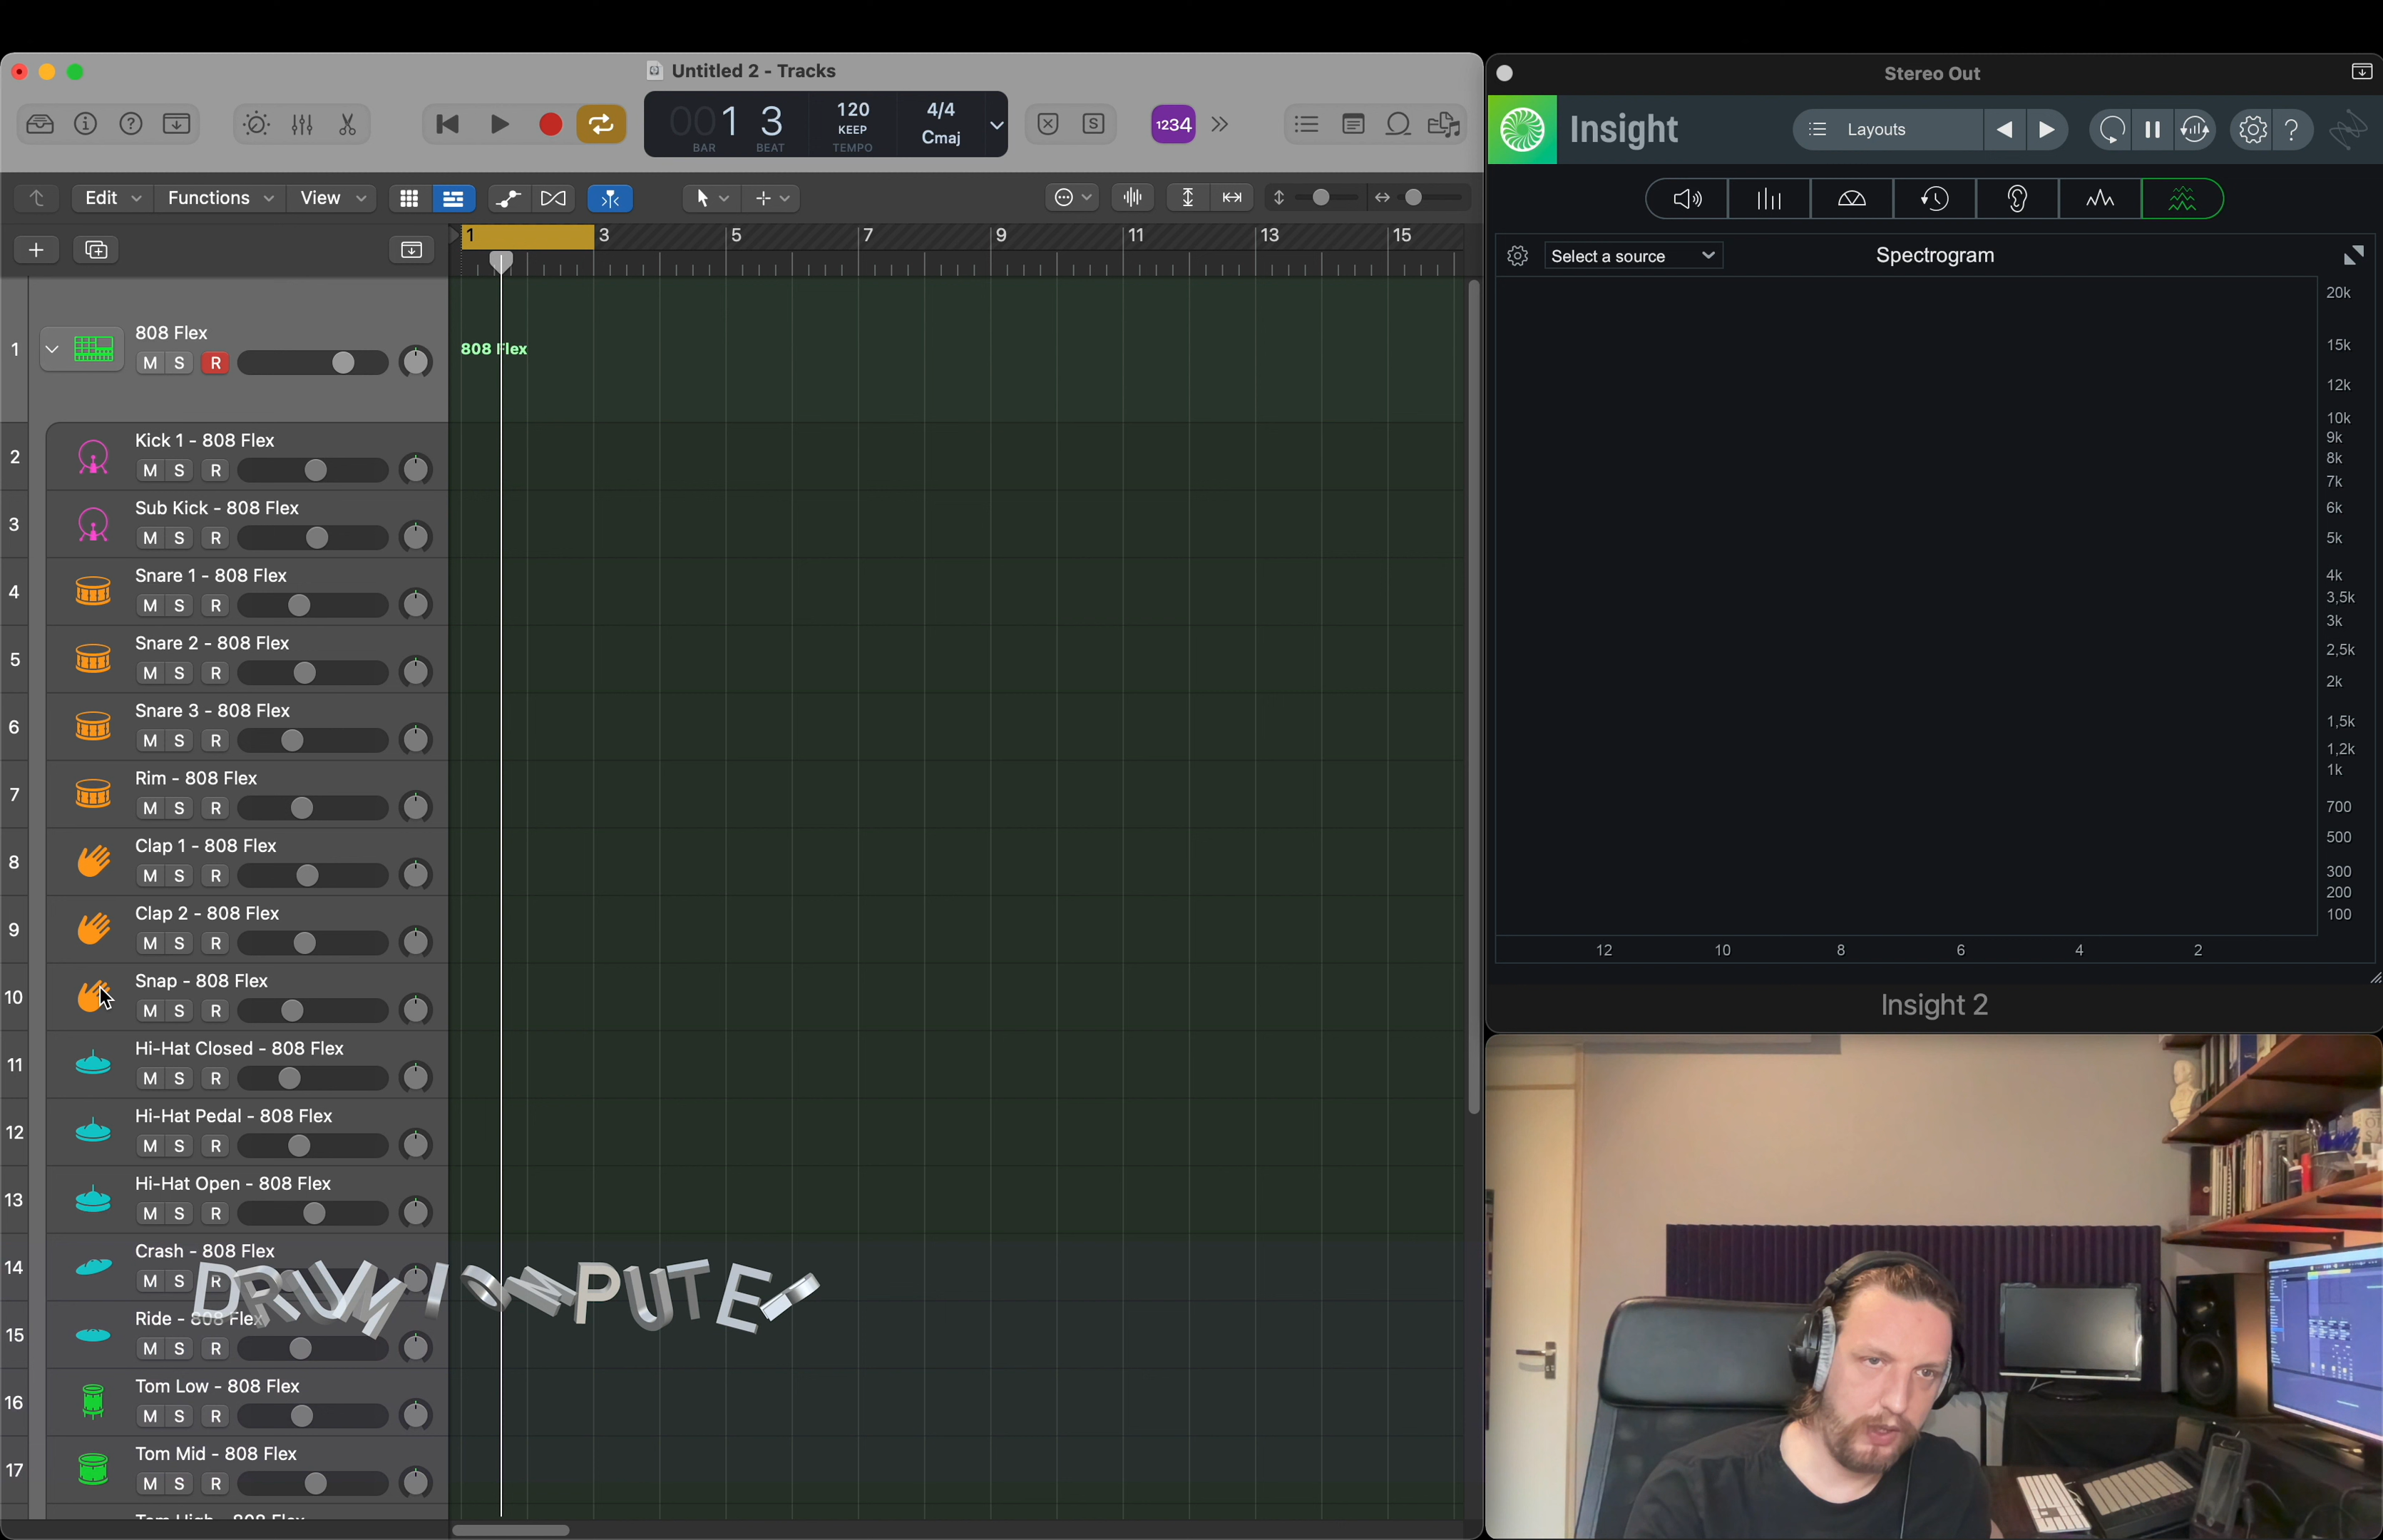 Untitled 2 - Tracks
001 3
BAR BEAT
120
KEEP
TEMPO
4/4
Cmaj
S
1234
Edit Functions View
1 3 5 7 9 11 13 15
1
808 Flex
M S R
808 Flex
2
Kick 1 - 808 Flex
M S R
3
Sub Kick - 808 Flex
M S R
4
Snare 1 - 808 Flex
M S R
5
Snare 2 - 808 Flex
M S R
6
Snare 3 - 808 Flex
M S R
7
Rim - 808 Flex
M S R
8
Clap 1 - 808 Flex
M S R
9
Clap 2 - 808 Flex
M S R
10
Snap - 808 Flex
M S R
11
Hi-Hat Closed - 808 Flex
M S R
12
Hi-Hat Pedal - 808 Flex
M S R
13
Hi-Hat Open - 808 Flex
M S R
14
Crash - 808 Flex
M S R
DRUM
15
Ride - 808 Flex
M S R
16
Tom Low - 808 Flex
M S R
17
Tom Mid - 808 Flex
M S R
Stereo Out
Insight
Layouts
?
Select a source
Spectrogram
20k
15k
12k
10k
9k
8k
7k
6k
5k
4k
3,5k
3k
2,5k
2k
1,5k
1,2k
1k
700
500
300
200
100
12 10 8 6 4 2
Insight 2